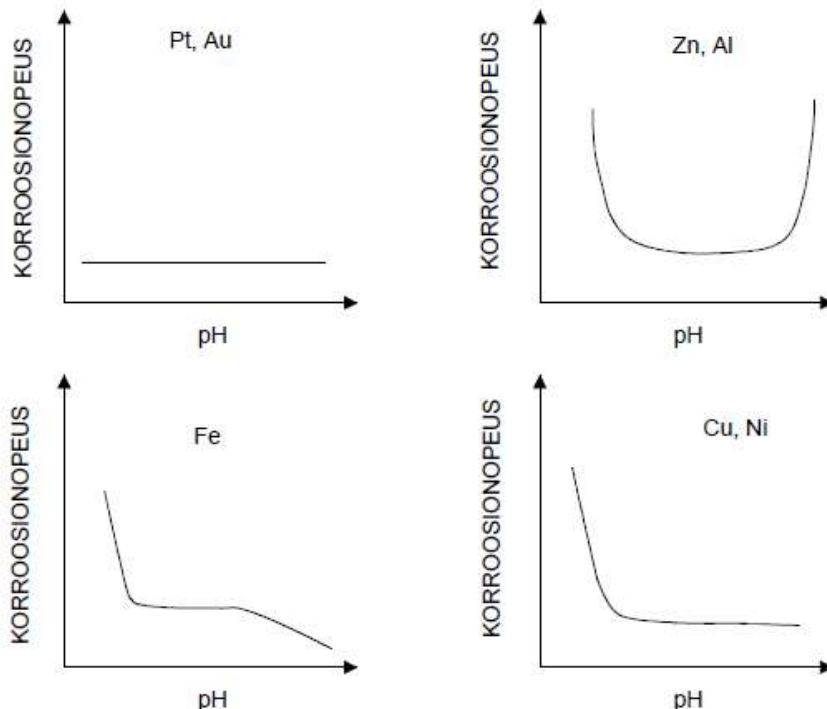 Pt, Au
KORROOSIONOPEUS
pH
Zn, Al
KORROOSIONOPEUS
pH
Fe
KORROOSIONOPEUS
pH
Cu, Ni
KORROOSIONOPEUS
pH